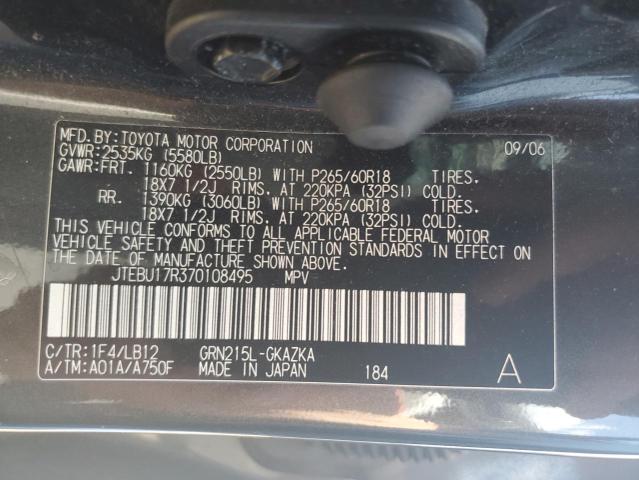 MFD.BY:TOYOTA MOTOR CORPORATION 09/06
GVWR:2535KG (5580LB)
GAWR:FRT. 1160KG (2550LB) WITH P265/60R18 TIRES.
18X7 1/2J RIMS. AT 220KPA (32PSI) COLD.
RR. 1390KG (3060LB) WITH P265/60R18 TIRES.
18X7 1/2J RIMS. AT 220KPA (32PSI) COLD.
THIS VEHICLE CONFORMS TO ALL APPLICABLE FEDERAL MOTOR
VEHICLE SAFETY AND THEFT PREVENTION STANDARDS IN EFFECT ON
THE DATE OF MANUFACTURE SHOWN ABOVE.
JTEBU17R370108495 MPV
C/TR:1F4/LB12 GRN215L-GKAZKA
A/TM:A01A/A750F MADE IN JAPAN 184 A